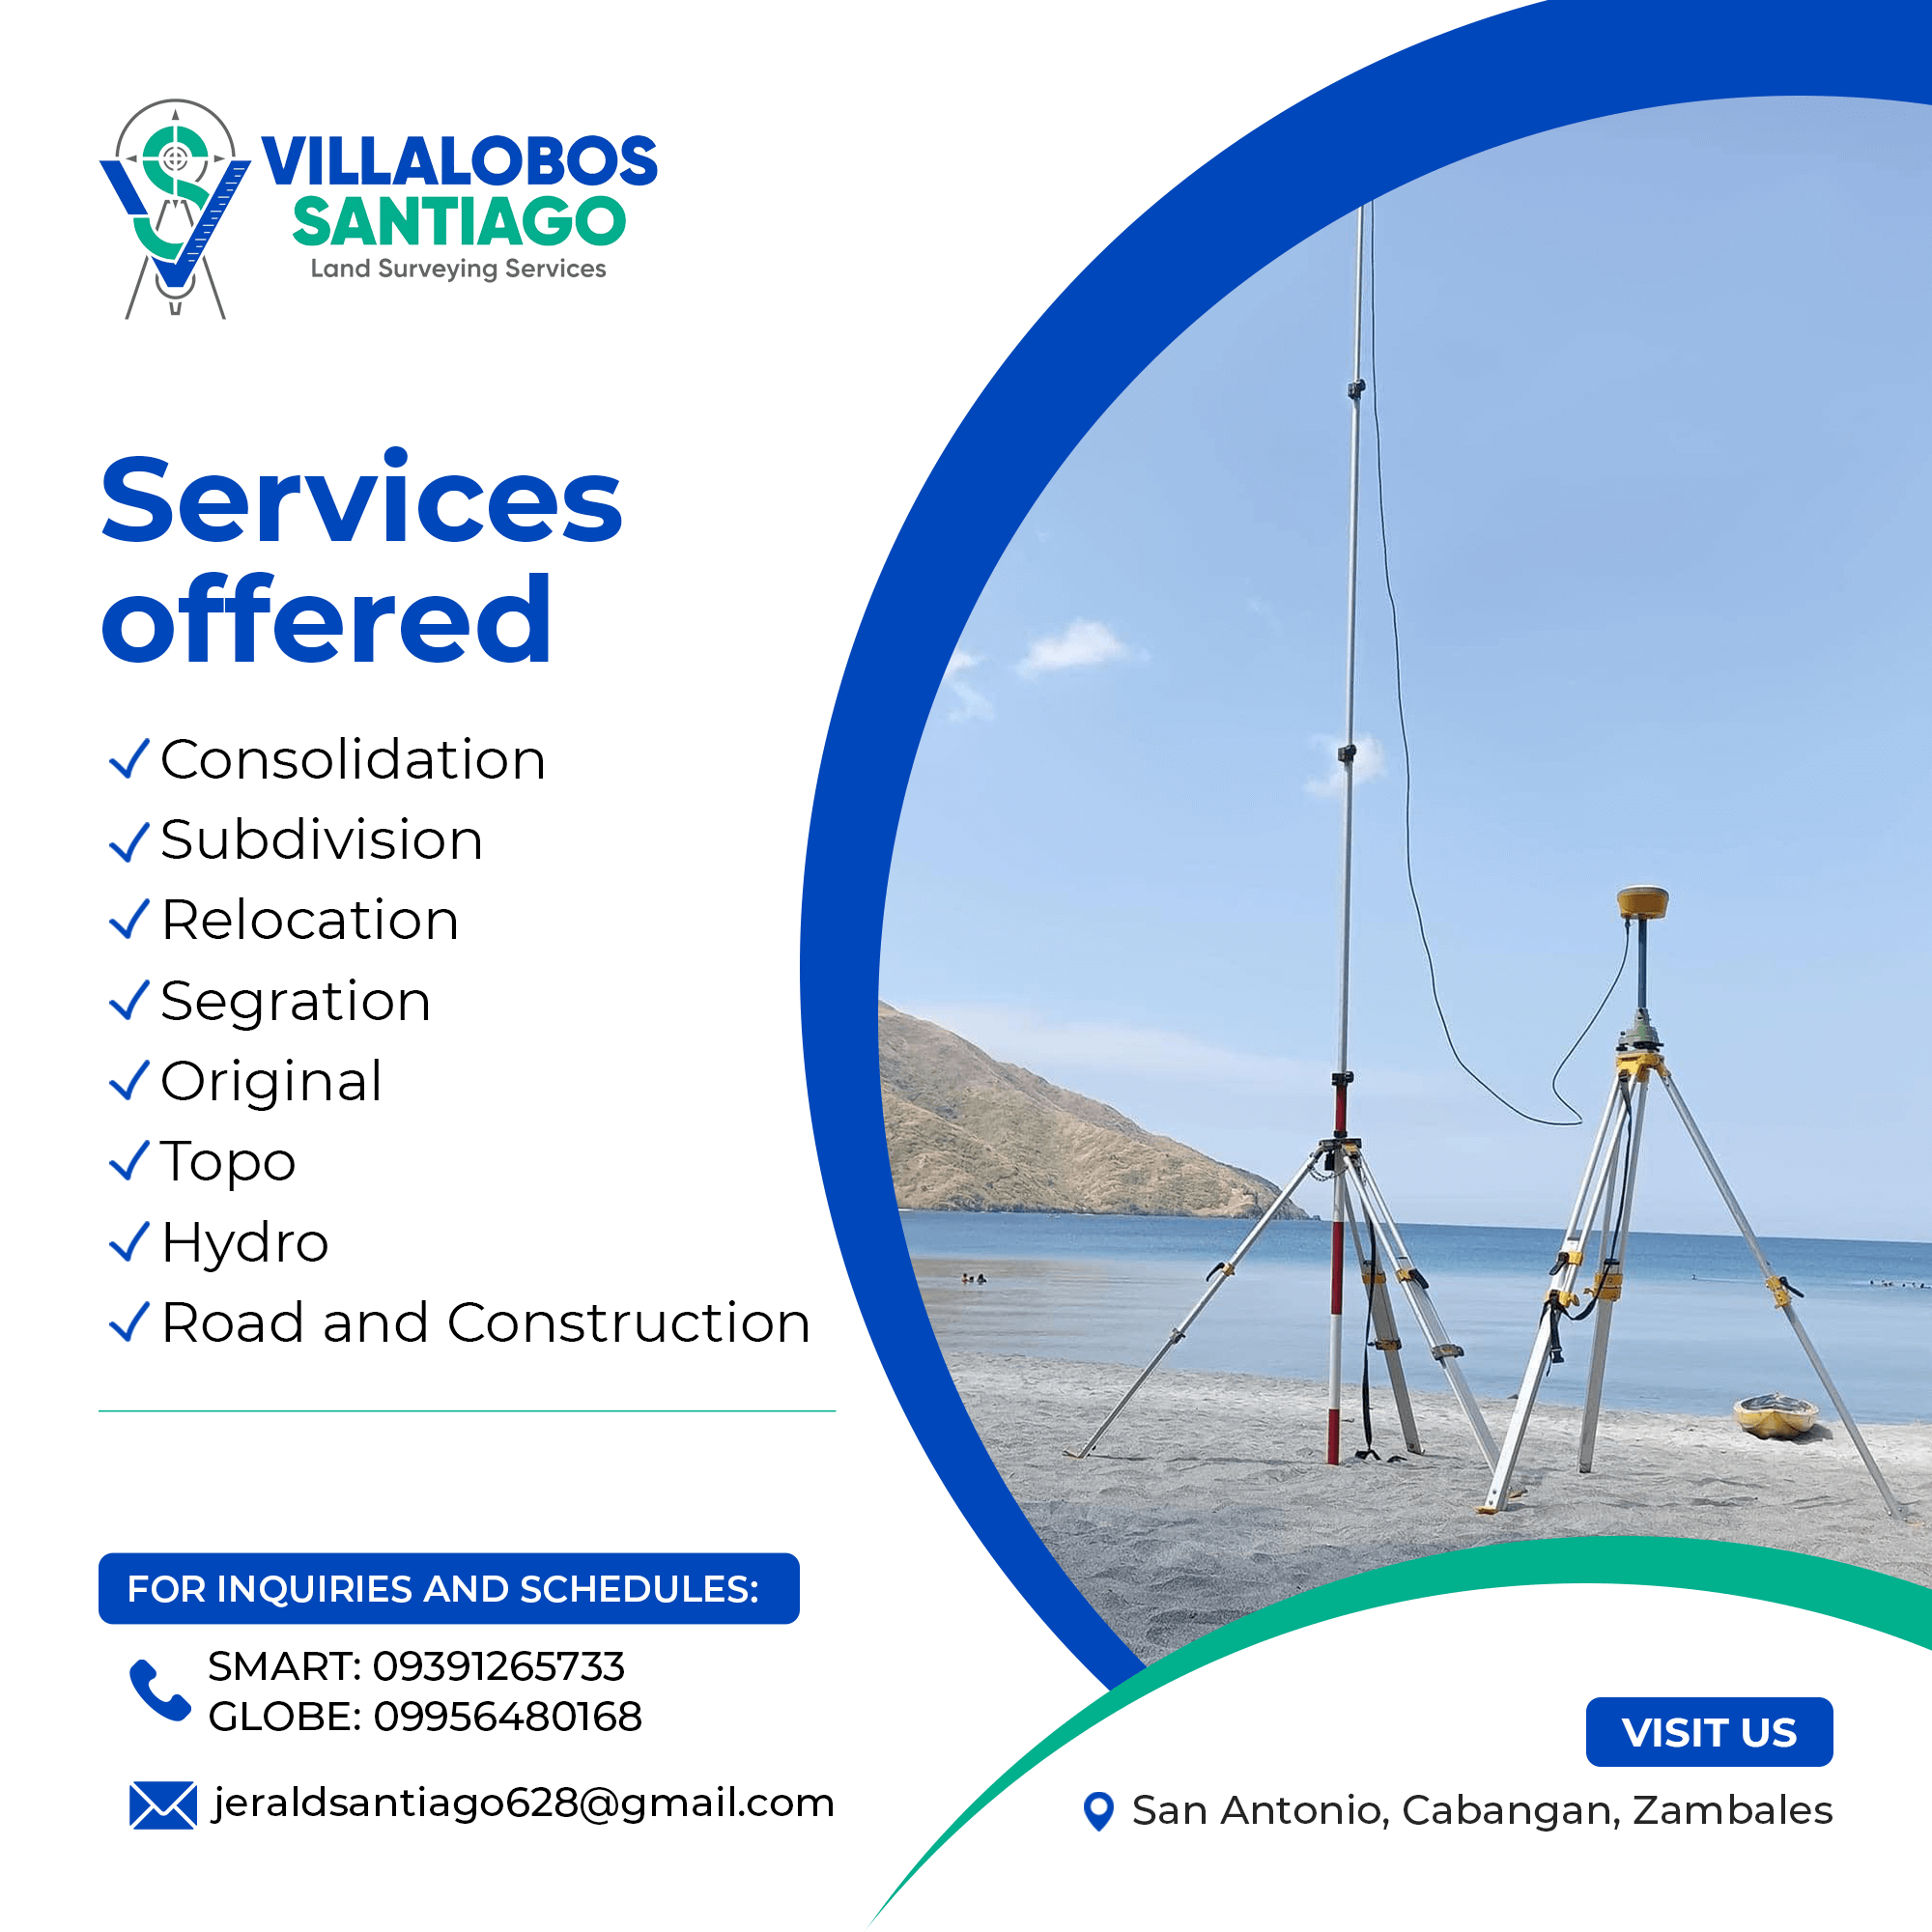 VILLALOBOS
SANTIAGO
Land Surveying Services
Services
offered
Consolidation
Subdivision
Relocation
Segration
Original
Topo
Hydro
Road and Construction
FOR INQUIRIES AND SCHEDULES:
SMART: 09391265733
GLOBE: 09956480168
jeraldsantiago628@gmail.com
VISIT US
San Antonio, Cabangan, Zambales